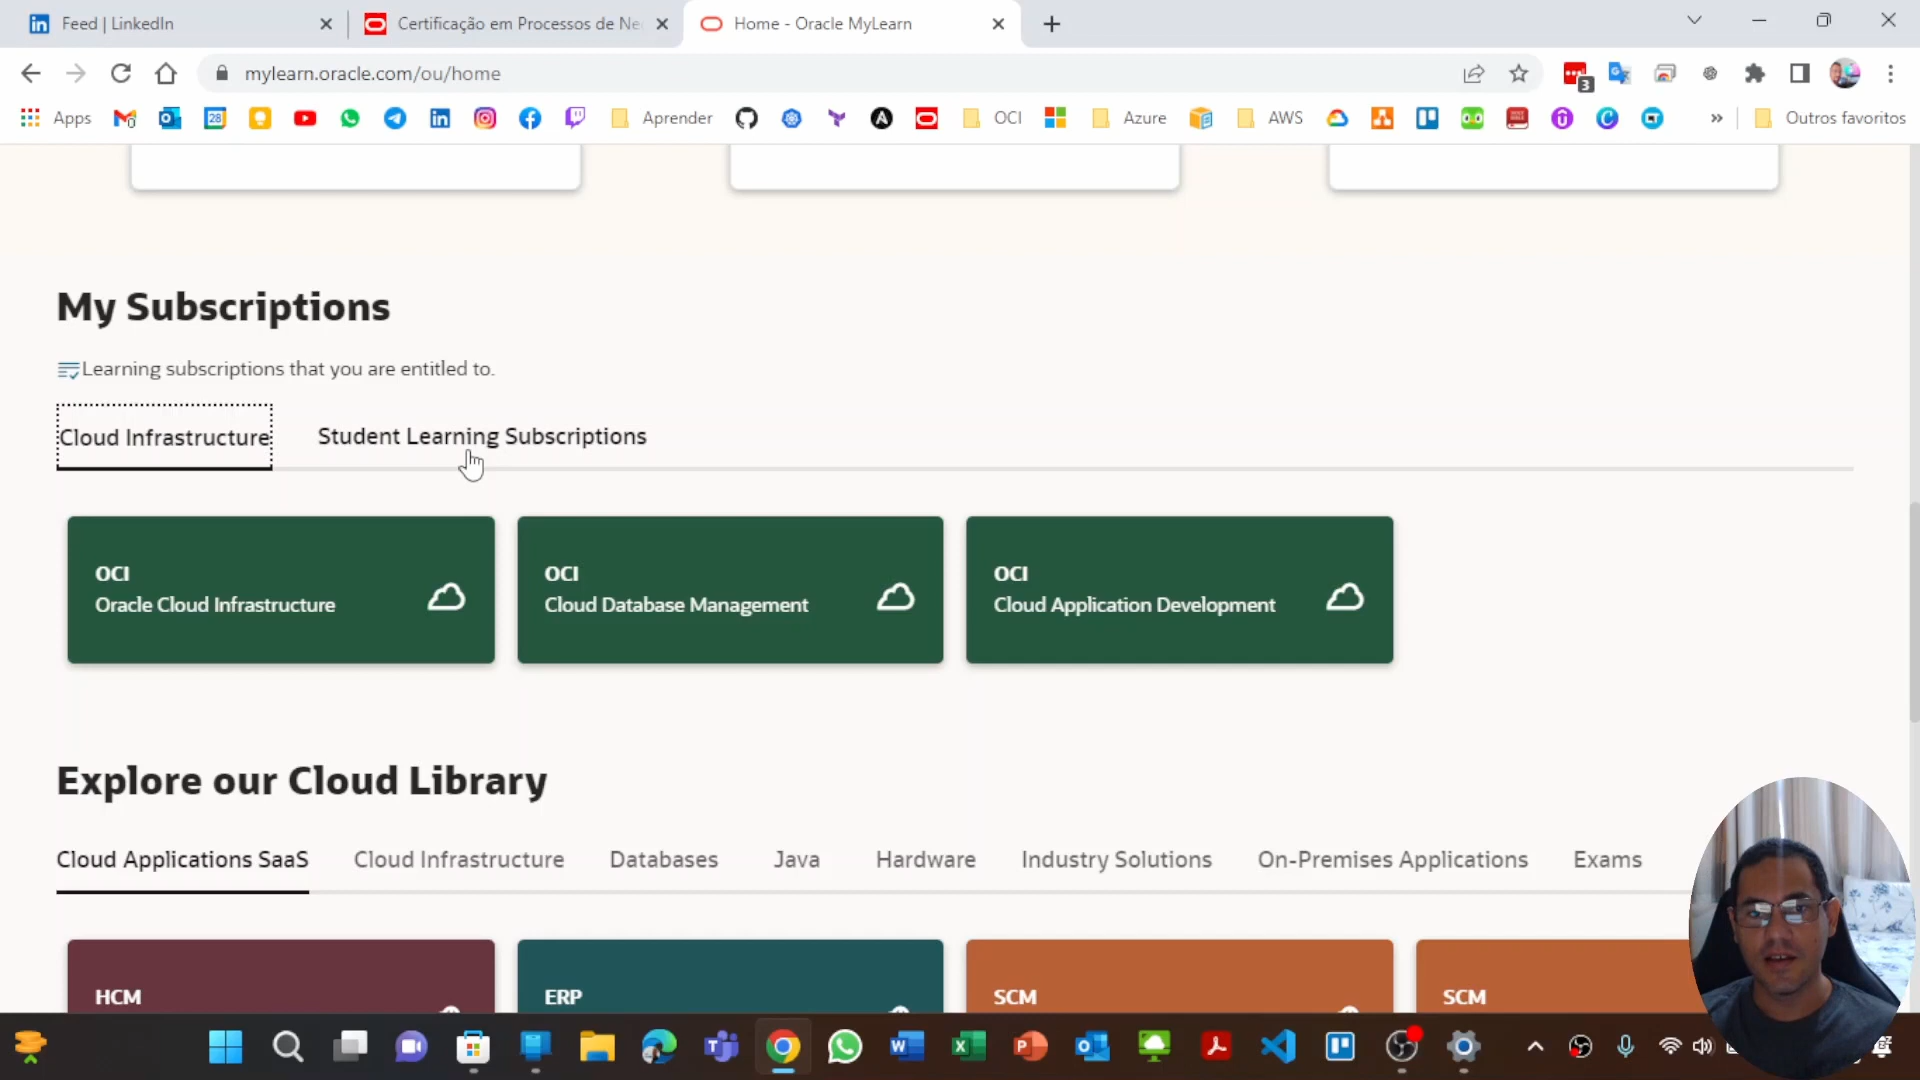 Feed | LinkedIn
Certificação em Processos de Ne
Home - Oracle MyLearn
mylearn.oracle.com/ou/home
3
Apps
28
Aprender
OCI
Azure
AWS
Outros favoritos
My Subscriptions
Learning subscriptions that you are entitled to.
Cloud Infrastructure
Student Learning Subscriptions
OCI
Oracle Cloud Infrastructure
OCI
Cloud Database Management
OCI
Cloud Application Development
Explore our Cloud Library
Cloud Applications SaaS
Cloud Infrastructure
Databases
Java
Hardware
Industry Solutions
On-Premises Applications
Exams
HCM
ERP
SCM
SCM